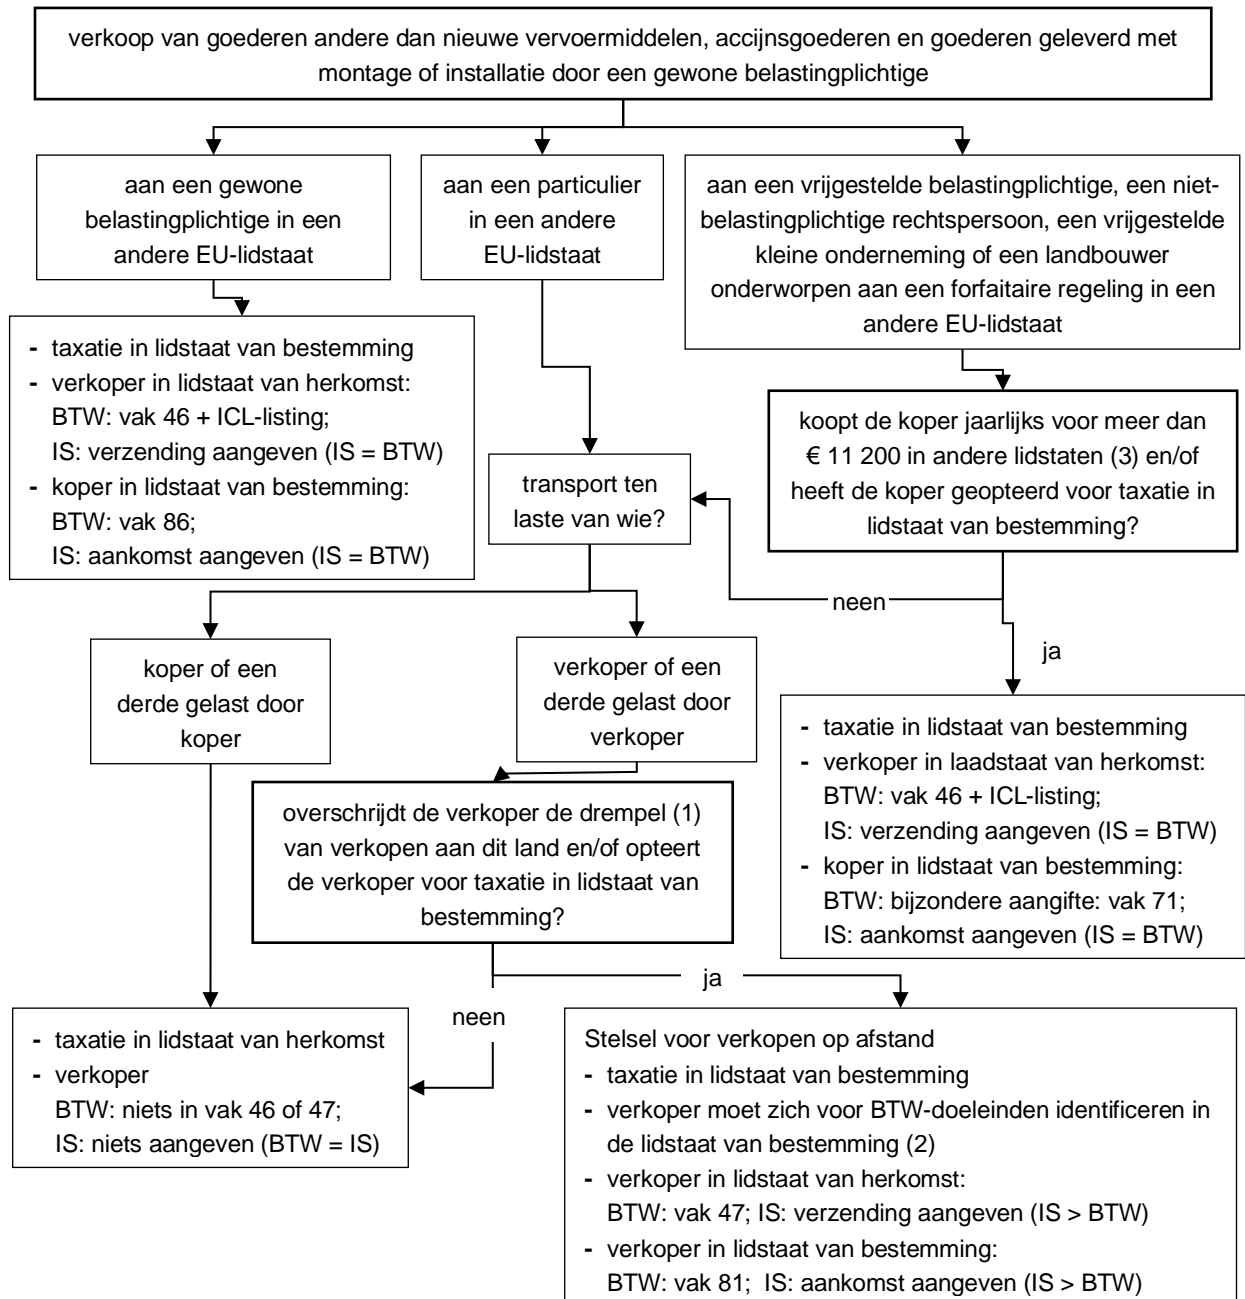 verkoop van goederen andere dan nieuwe vervoermiddelen, accijnsgoederen en goederen geleverd met
montage of installatie door een gewone belastingplichtige
aan een gewone
belastingplichtige in een
andere EU-lidstaat
aan een particulier
in een andere
EU-lidstaat
aan een vrijgestelde belastingplichtige, een niet-
belastingplichtige rechtspersoon, een vrijgestelde
kleine onderneming of een landbouwer
onderworpen aan een forfaitaire regeling in een
andere EU-lidstaat
- taxatie in lidstaat van bestemming
- verkoper in lidstaat van herkomst:
BTW: vak 46 + ICL-listing;
IS: verzending aangeven (IS = BTW)
- koper in lidstaat van bestemming:
BTW: vak 86;
IS: aankomst aangeven (IS = BTW)
transport ten
laste van wie?
koopt de koper jaarlijks voor meer dan
€ 11 200 in andere lidstaten (3) en/of
heeft de koper geopteerd voor taxatie in
lidstaat van bestemming?
neen
ja
koper of een
derde gelast door
koper
verkoper of een
derde gelast door
verkoper
- taxatie in lidstaat van bestemming
- verkoper in laadstaat van herkomst:
BTW: vak 46 + ICL-listing;
IS: verzending aangeven (IS = BTW)
- koper in lidstaat van bestemming:
BTW: bijzondere aangifte: vak 71;
IS: aankomst aangeven (IS = BTW)
overschrijdt de verkoper de drempel (1)
van verkopen aan dit land en/of opteert
de verkoper voor taxatie in lidstaat van
bestemming?
ja
neen
- taxatie in lidstaat van herkomst
- verkoper
BTW: niets in vak 46 of 47;
IS: niets aangeven (BTW = IS)
Stelsel voor verkopen op afstand
- taxatie in lidstaat van bestemming
- verkoper moet zich voor BTW-doeleinden identificeren in
de lidstaat van bestemming (2)
- verkoper in lidstaat van herkomst:
BTW: vak 47; IS: verzending aangeven (IS > BTW)
- verkoper in lidstaat van bestemming:
BTW: vak 81; IS: aankomst aangeven (IS > BTW)